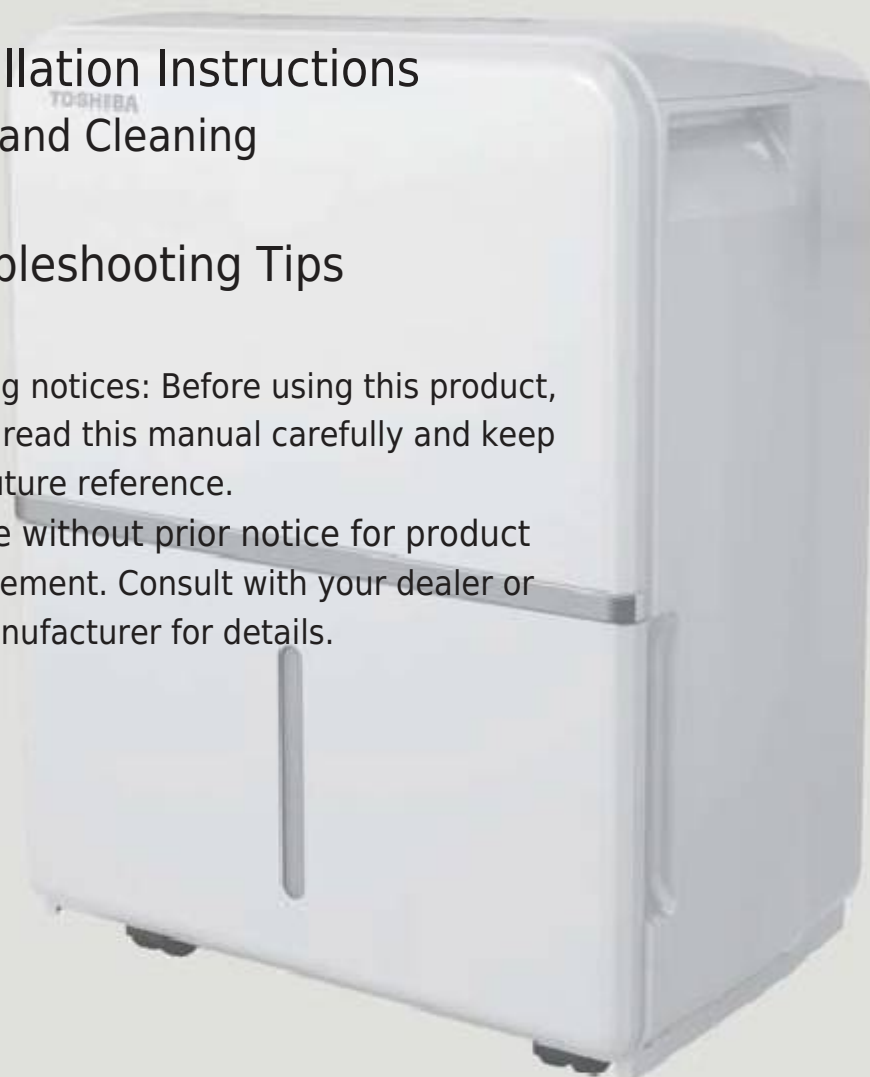 llation Instructions
TOSHIBA
and Cleaning
bleshooting Tips
g notices: Before using this product,
read this manual carefully and keep
uture reference.
e without prior notice for product
ement. Consult with your dealer or
nufacturer for details.